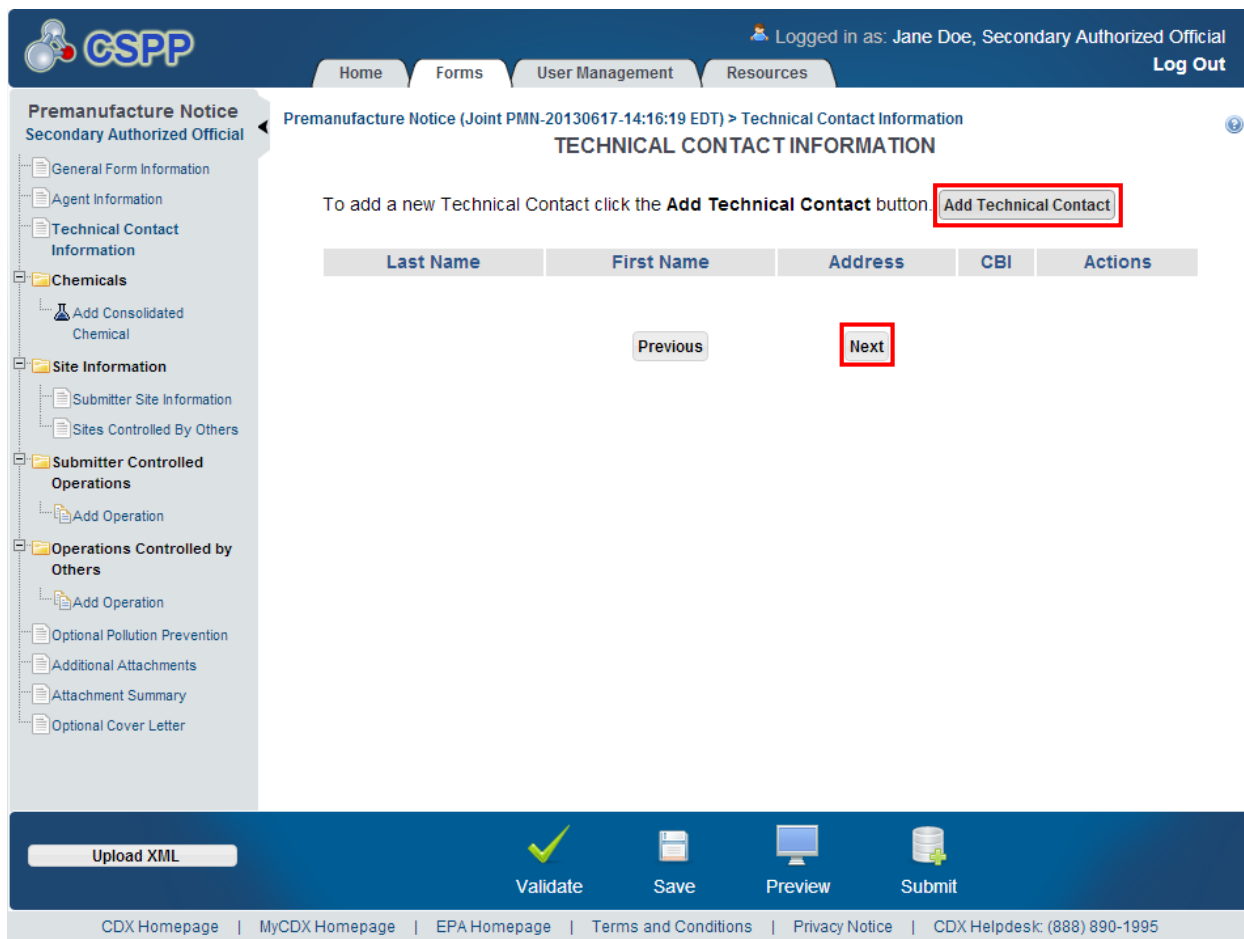 CSPP
Logged in as: Jane Doe, Secondary Authorized Official
Log Out
Home
Forms
User Management
Resources
Premanufacture Notice
Secondary Authorized Official
General Form Information
Agent Information
Technical Contact
Information
Chemicals
Add Consolidated
Chemical
Site Information
Submitter Site Information
Sites Controlled By Others
Submitter Controlled
Operations
Add Operation
Operations Controlled by
Others
Add Operation
Optional Pollution Prevention
Additional Attachments
Attachment Summary
Optional Cover Letter
Premanufacture Notice (Joint PMN-20130617-14:16:19 EDT) > Technical Contact Information
TECHNICAL CONTACT INFORMATION
To add a new Technical Contact click the Add Technical Contact button. Add Technical Contact
Last Name First Name Address CBI Actions
Previous Next
Upload XML
Validate Save Preview Submit
CDX Homepage | MyCDX Homepage | EPA Homepage | Terms and Conditions | Privacy Notice | CDX Helpdesk: (888) 890-1995